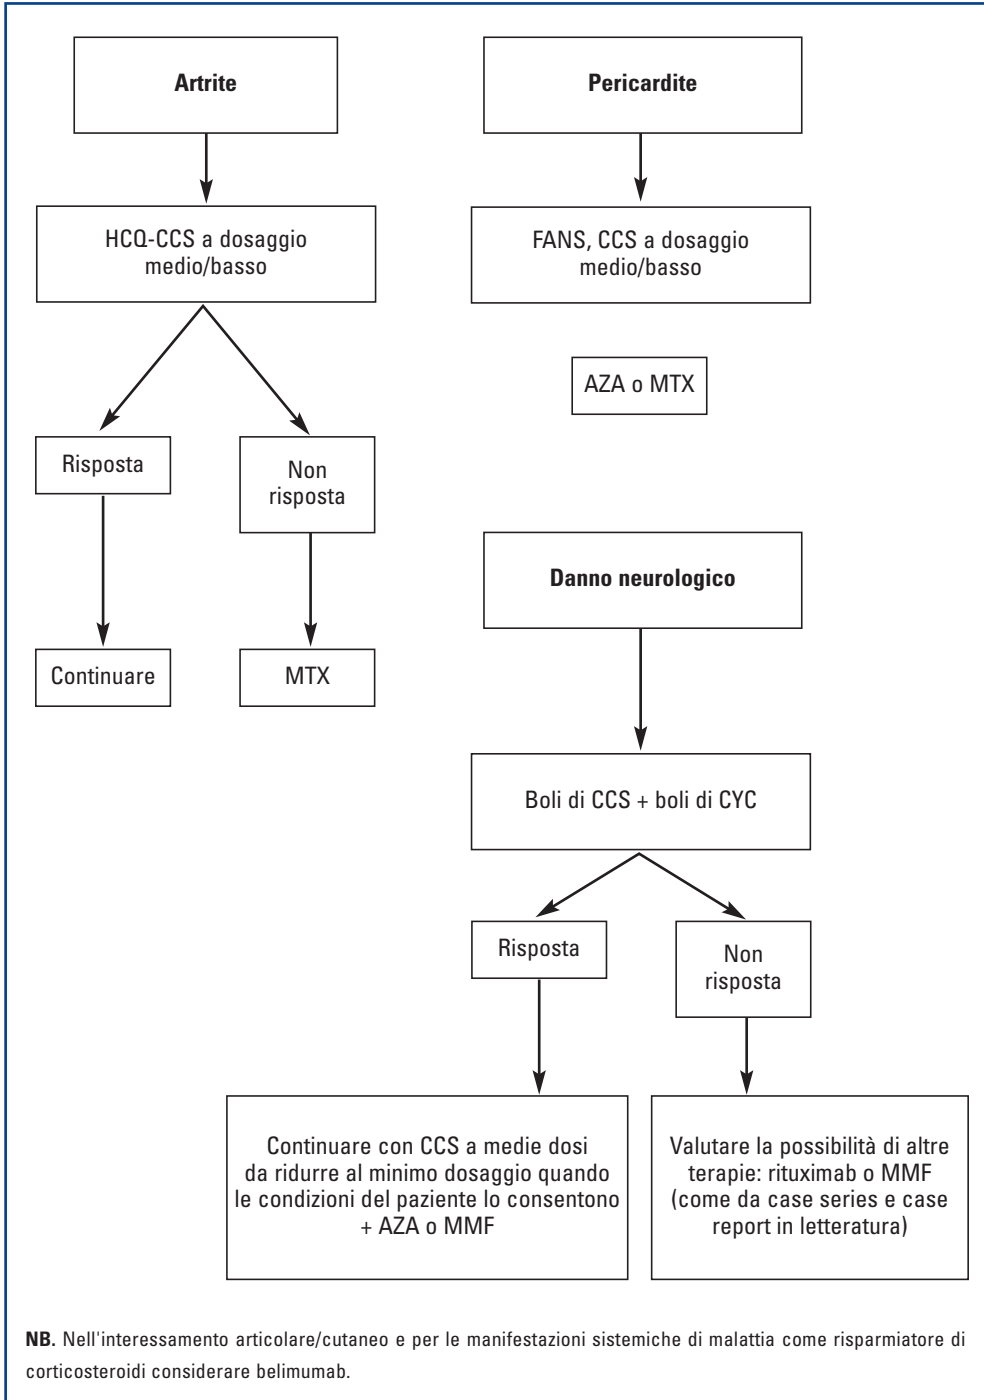 Artrite
HCQ-CCS a dosaggio
medio/basso
Risposta
Non
risposta
Continuare
MTX
Pericardite
FANS, CCS a dosaggio
medio/basso
AZA o MTX
Danno neurologico
Boli di CCS + boli di CYC
Risposta
Non
risposta
Continuare con CCS a medie dosi
da ridurre al minimo dosaggio quando
le condizioni del paziente lo consentono
+ AZA o MMF
Valutare la possibilità di altre
terapie: rituximab o MMF
(come da case series e case
report in letteratura)
NB. Nell'interessamento articolare/cutaneo e per le manifestazioni sistemiche di malattia come risparmiatore di
corticosteroidi considerare belimumab.